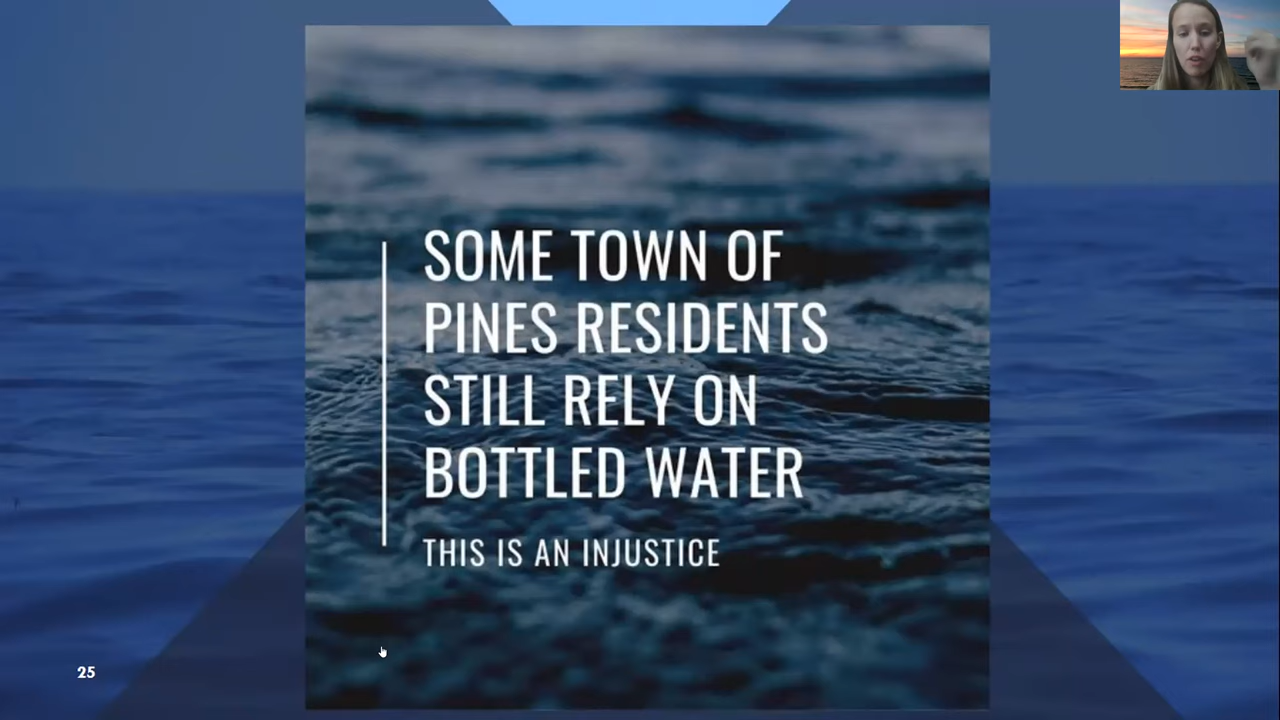 SOME TOWN OF
PINES RESIDENTS
STILL RELY ON
BOTTLED WATER
THIS IS AN INJUSTICE
25